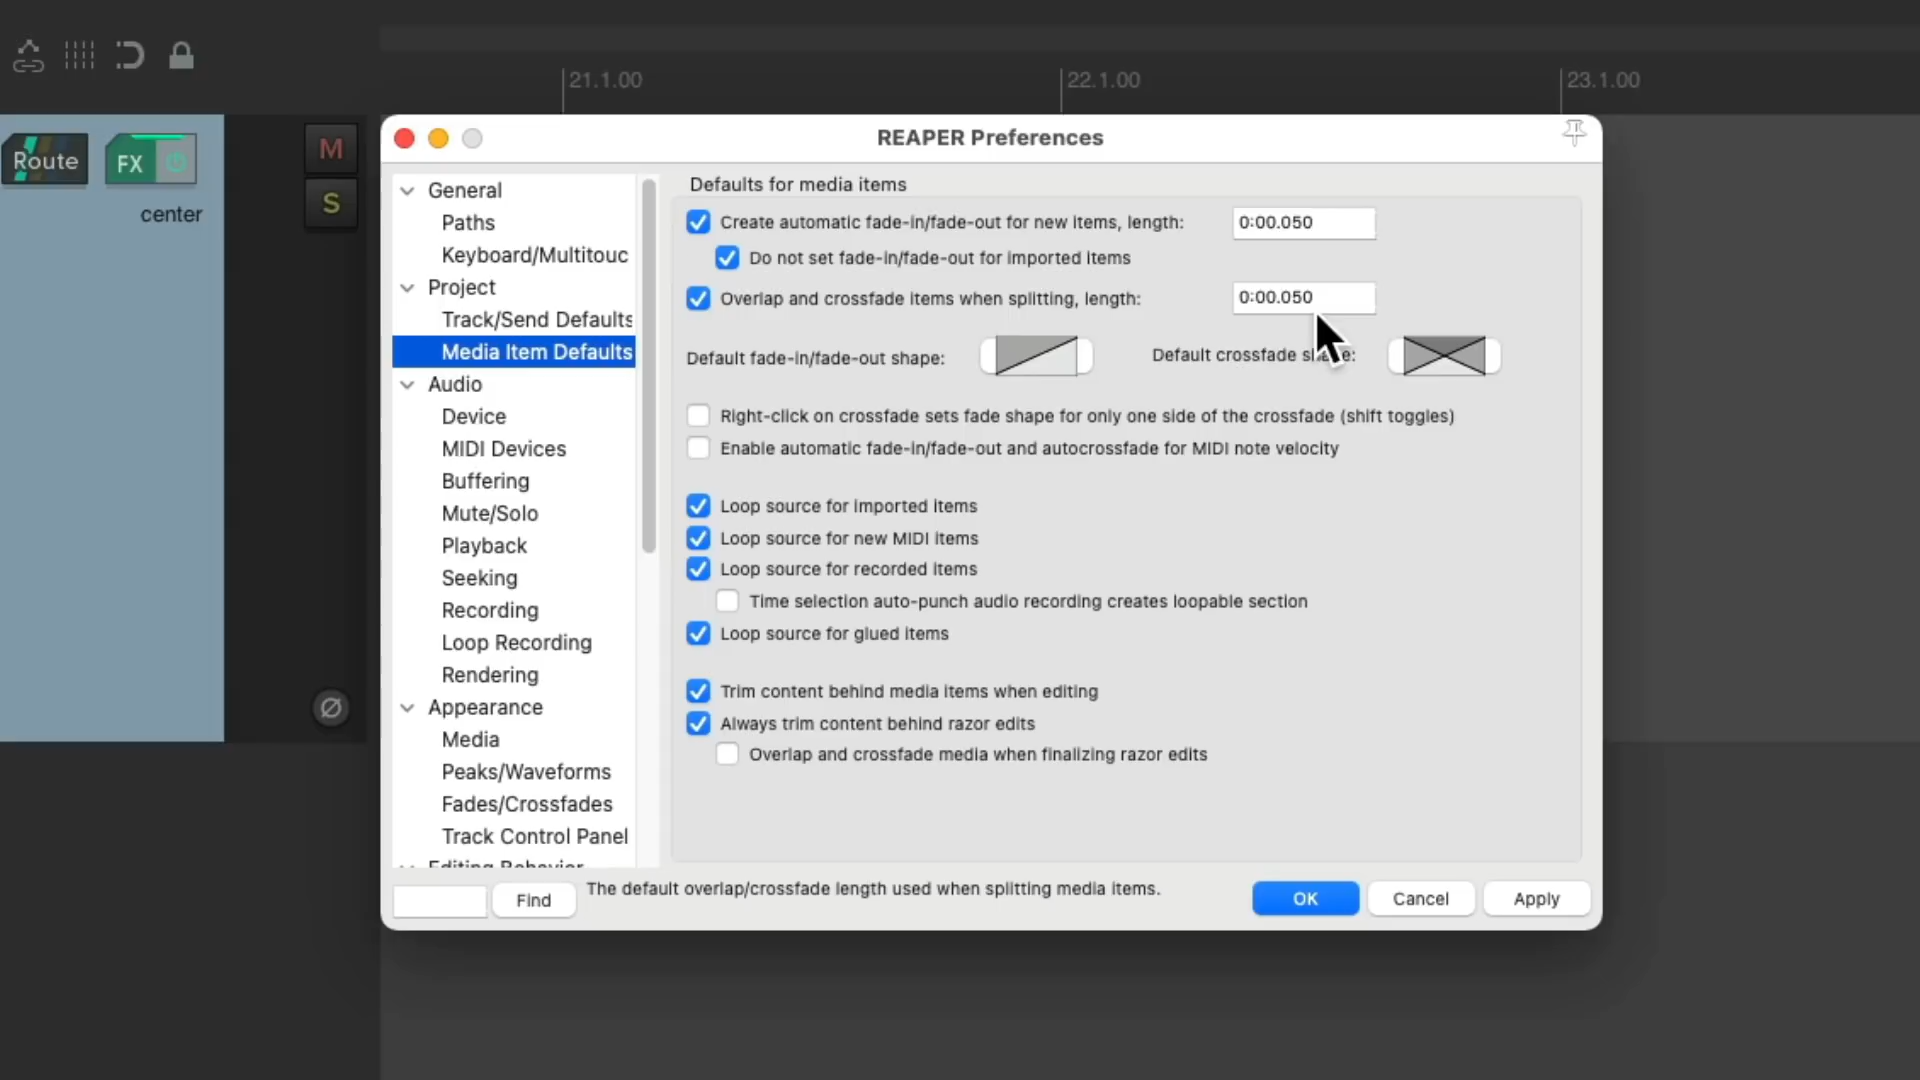 21.1.00
22.1.00
23.1.00
Route
FX
M
S
center
REAPER Preferences
General
Paths
Keyboard/Multitouc
Project
Track/Send Defaults
Media Item Defaults
Audio
Device
MIDI Devices
Buffering
Mute/Solo
Playback
Seeking
Recording
Loop Recording
Rendering
Appearance
Media
Peaks/Waveforms
Fades/Crossfades
Track Control Panel
Editing Behavior
Defaults for media items
Create automatic fade-in/fade-out for new items, length: 0:00.050
Do not set fade-in/fade-out for imported items
Overlap and crossfade items when splitting, length: 0:00.050
Default fade-in/fade-out shape: Default crossfade shape:
Right-click on crossfade sets fade shape for only one side of the crossfade (shift toggles)
Enable automatic fade-in/fade-out and autocrossfade for MIDI note velocity
Loop source for imported items
Loop source for new MIDI items
Loop source for recorded items
Time selection auto-punch audio recording creates loopable section
Loop source for glued items
Trim content behind media items when editing
Always trim content behind razor edits
Overlap and crossfade media when finalizing razor edits
Find
The default overlap/crossfade length used when splitting media items.
OK
Cancel
Apply